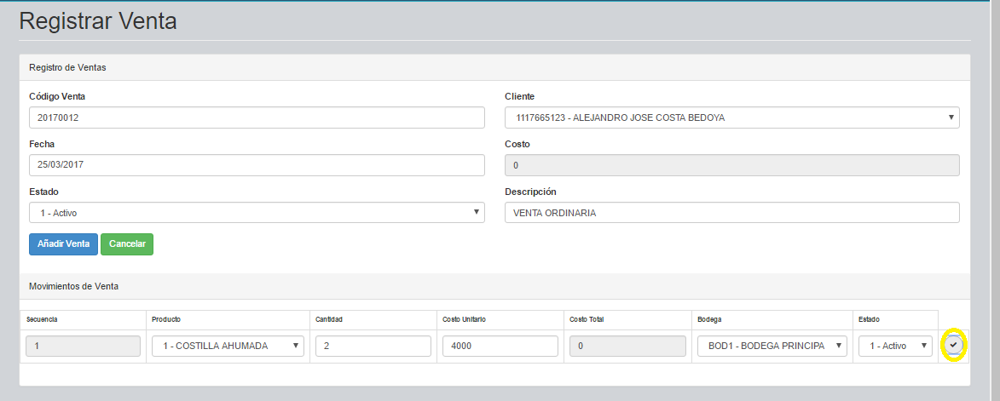 Registrar Venta
Registro de Ventas
Código Venta
20170012
Cliente
1117665123 - ALEJANDRO JOSE COSTA BEDOYA
Fecha
25/03/2017
Costo
0
Estado
1 - Activo
Descripción
VENTA ORDINARIA
Añadir Venta Cancelar
Movimientos de Venta
Secuencia Producto Cantidad Costo Unitario Costo Total Bodega Estado
1 1 - COSTILLA AHUMADA 2 4000 0 BOD1 - BODEGA PRINCIPA 1 - Activo